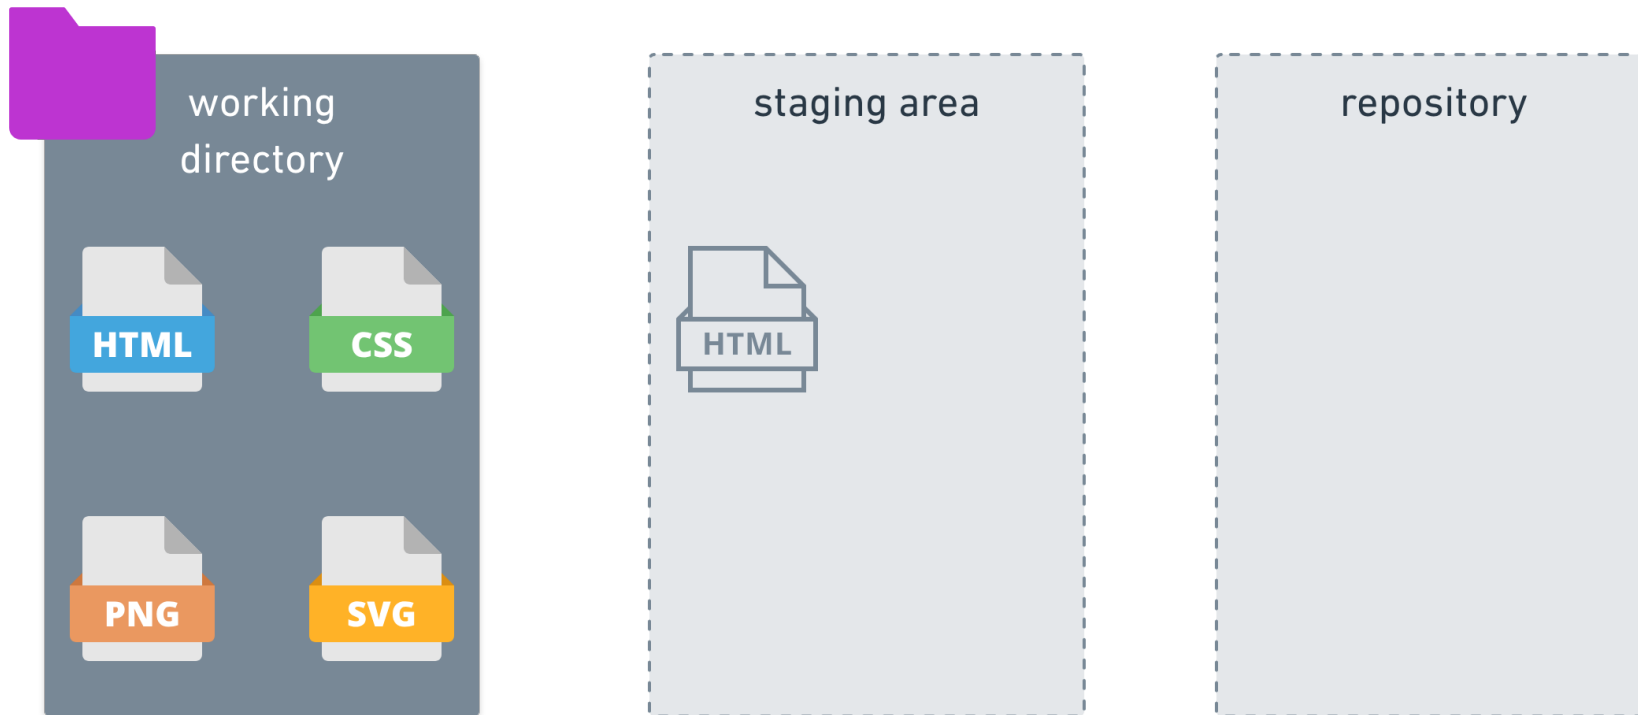 working
directory
staging area
repository
HTML
CSS
HTML
PNG
SVG